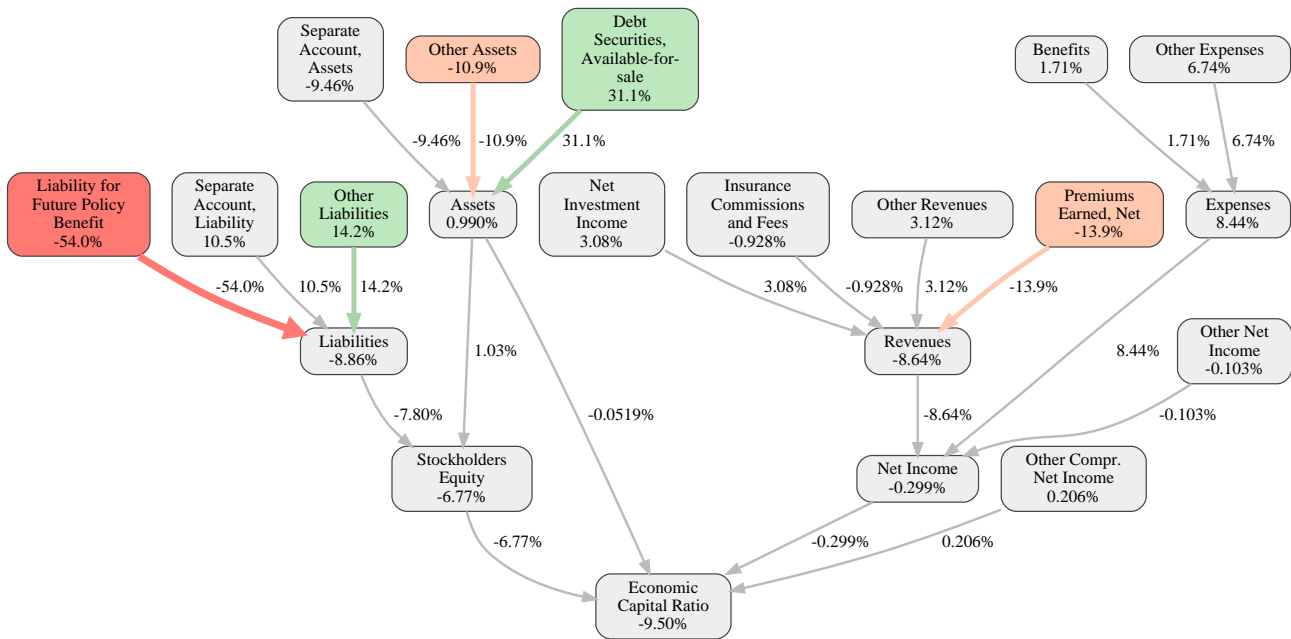 Separate
Account,
Assets
-9.46%
Other Assets
-10.9%
Debt
Securities,
Available-for-
sale
31.1%
Benefits
1.71%
Other Expenses
6.74%
-9.46%
-10.9%
31.1%
1.71%
6.74%
Liability for
Future Policy
Benefit
-54.0%
Separate
Account,
Liability
10.5%
Other
Liabilities
14.2%
Assets
0.990%
Net
Investment
Income
3.08%
Insurance
Commissions
and Fees
-0.928%
Other Revenues
3.12%
Premiums
Earned, Net
-13.9%
Expenses
8.44%
-54.0%
10.5%
14.2%
3.08%
-0.928%
3.12%
-13.9%
Liabilities
-8.86%
1.03%
Revenues
-8.64%
8.44%
Other Net
Income
-0.103%
-7.80%
-0.0519%
-8.64%
-0.103%
Stockholders
Equity
-6.77%
Net Income
-0.299%
Other Compr.
Net Income
0.206%
-6.77%
-0.299%
0.206%
Economic
Capital Ratio
-9.50%